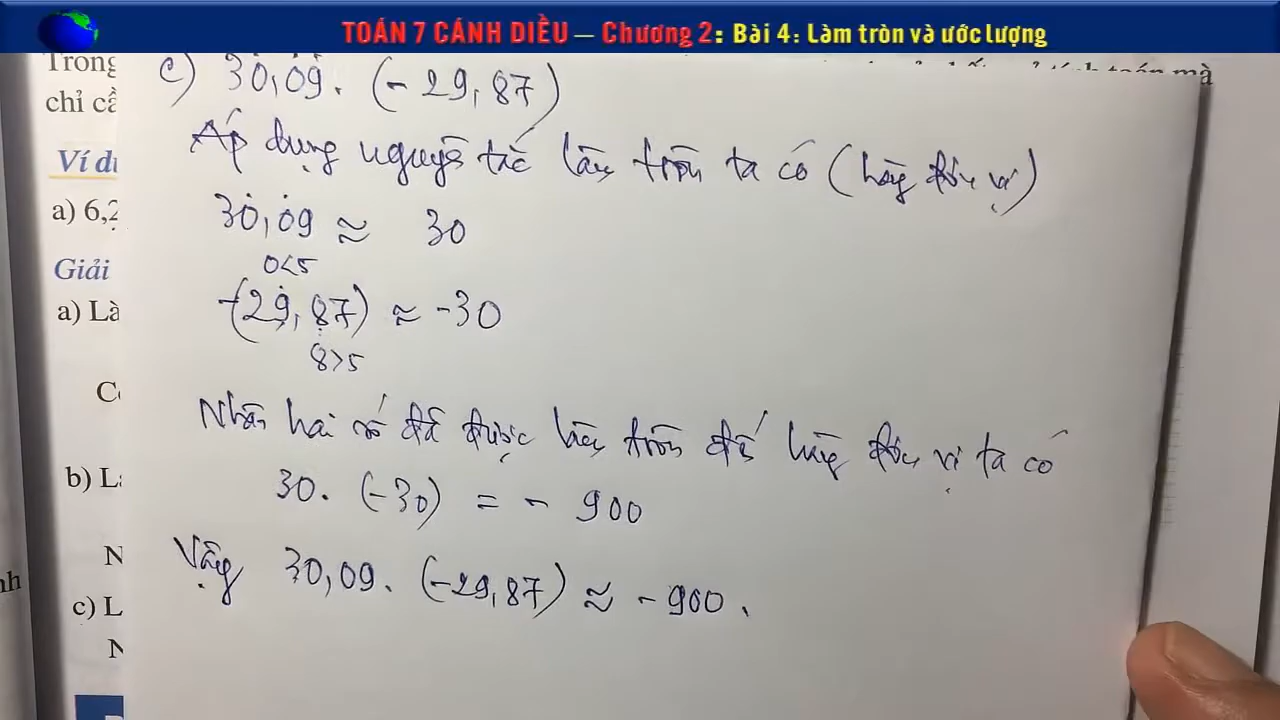 TOÁN 7 CÁNH DIỀU – Chương 2: Bài 4: Làm tròn và ước lượng
Trong
chỉ cầ
Ví dụ
a) 6,2
Giải
a) Là
b) L
N
c) L
N
nh
mà
c) 30,09. (-29,87)
Áp dụng nguyên tắc làm tròn ta có (hàng đơn vị)
30,09 ≈ 30
0<5
-(29,87) ≈ -30
8>5
Nhân hai số đã được làm tròn đến hàng đơn vị ta có
30. (-30) = - 900
Vậy 30,09. (-29,87) ≈ -900.